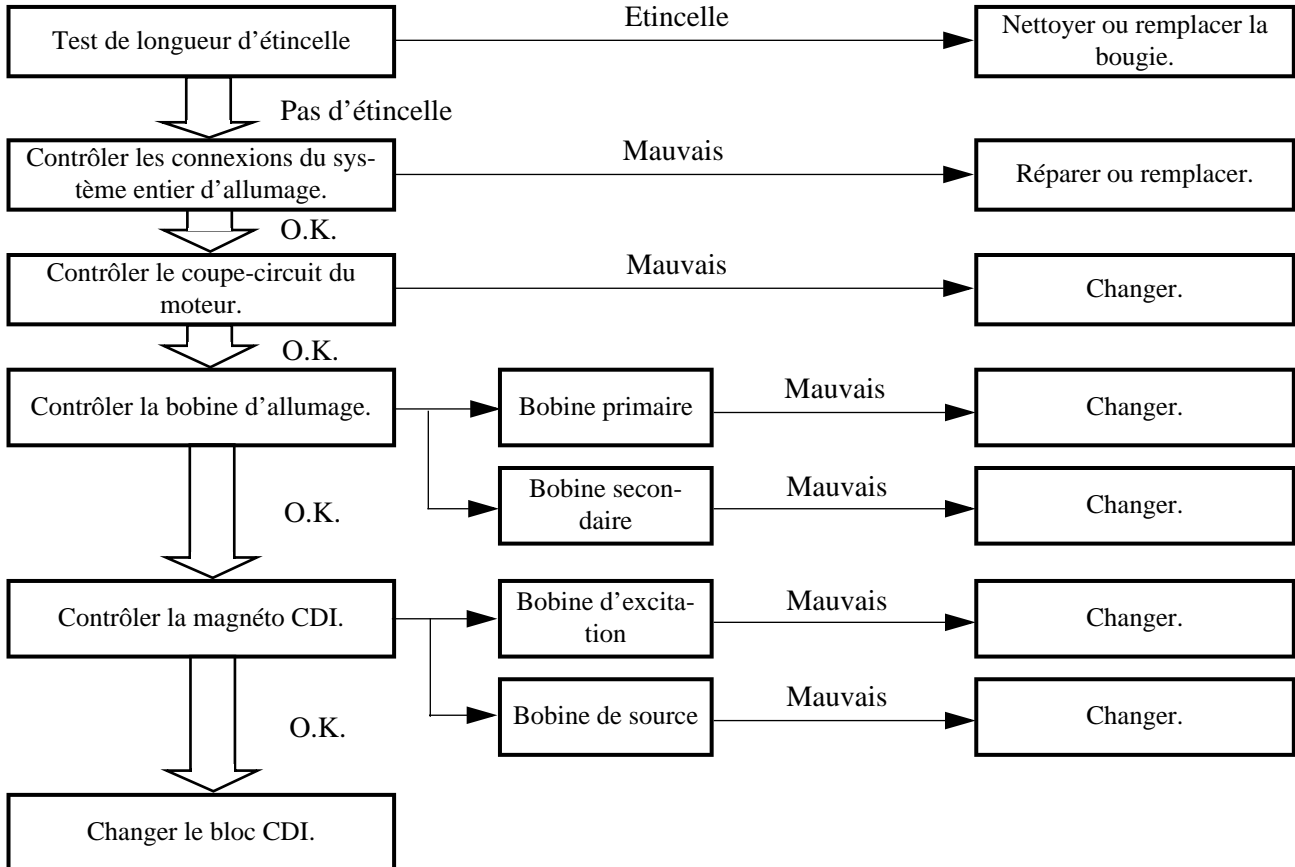 Test de longueur d’étincelle
Etincelle
Nettoyer ou remplacer la
bougie.
Pas d’étincelle
Contrôler les connexions du sys-
tème entier d’allumage.
Mauvais
Réparer ou remplacer.
O.K.
Contrôler le coupe-circuit du
moteur.
Mauvais
Changer.
O.K.
Contrôler la bobine d’allumage.
Bobine primaire
Mauvais
Changer.
Bobine secon-
daire
Mauvais
Changer.
O.K.
Contrôler la magnéto CDI.
Bobine d’excita-
tion
Mauvais
Changer.
Bobine de source
Mauvais
Changer.
O.K.
Changer le bloc CDI.